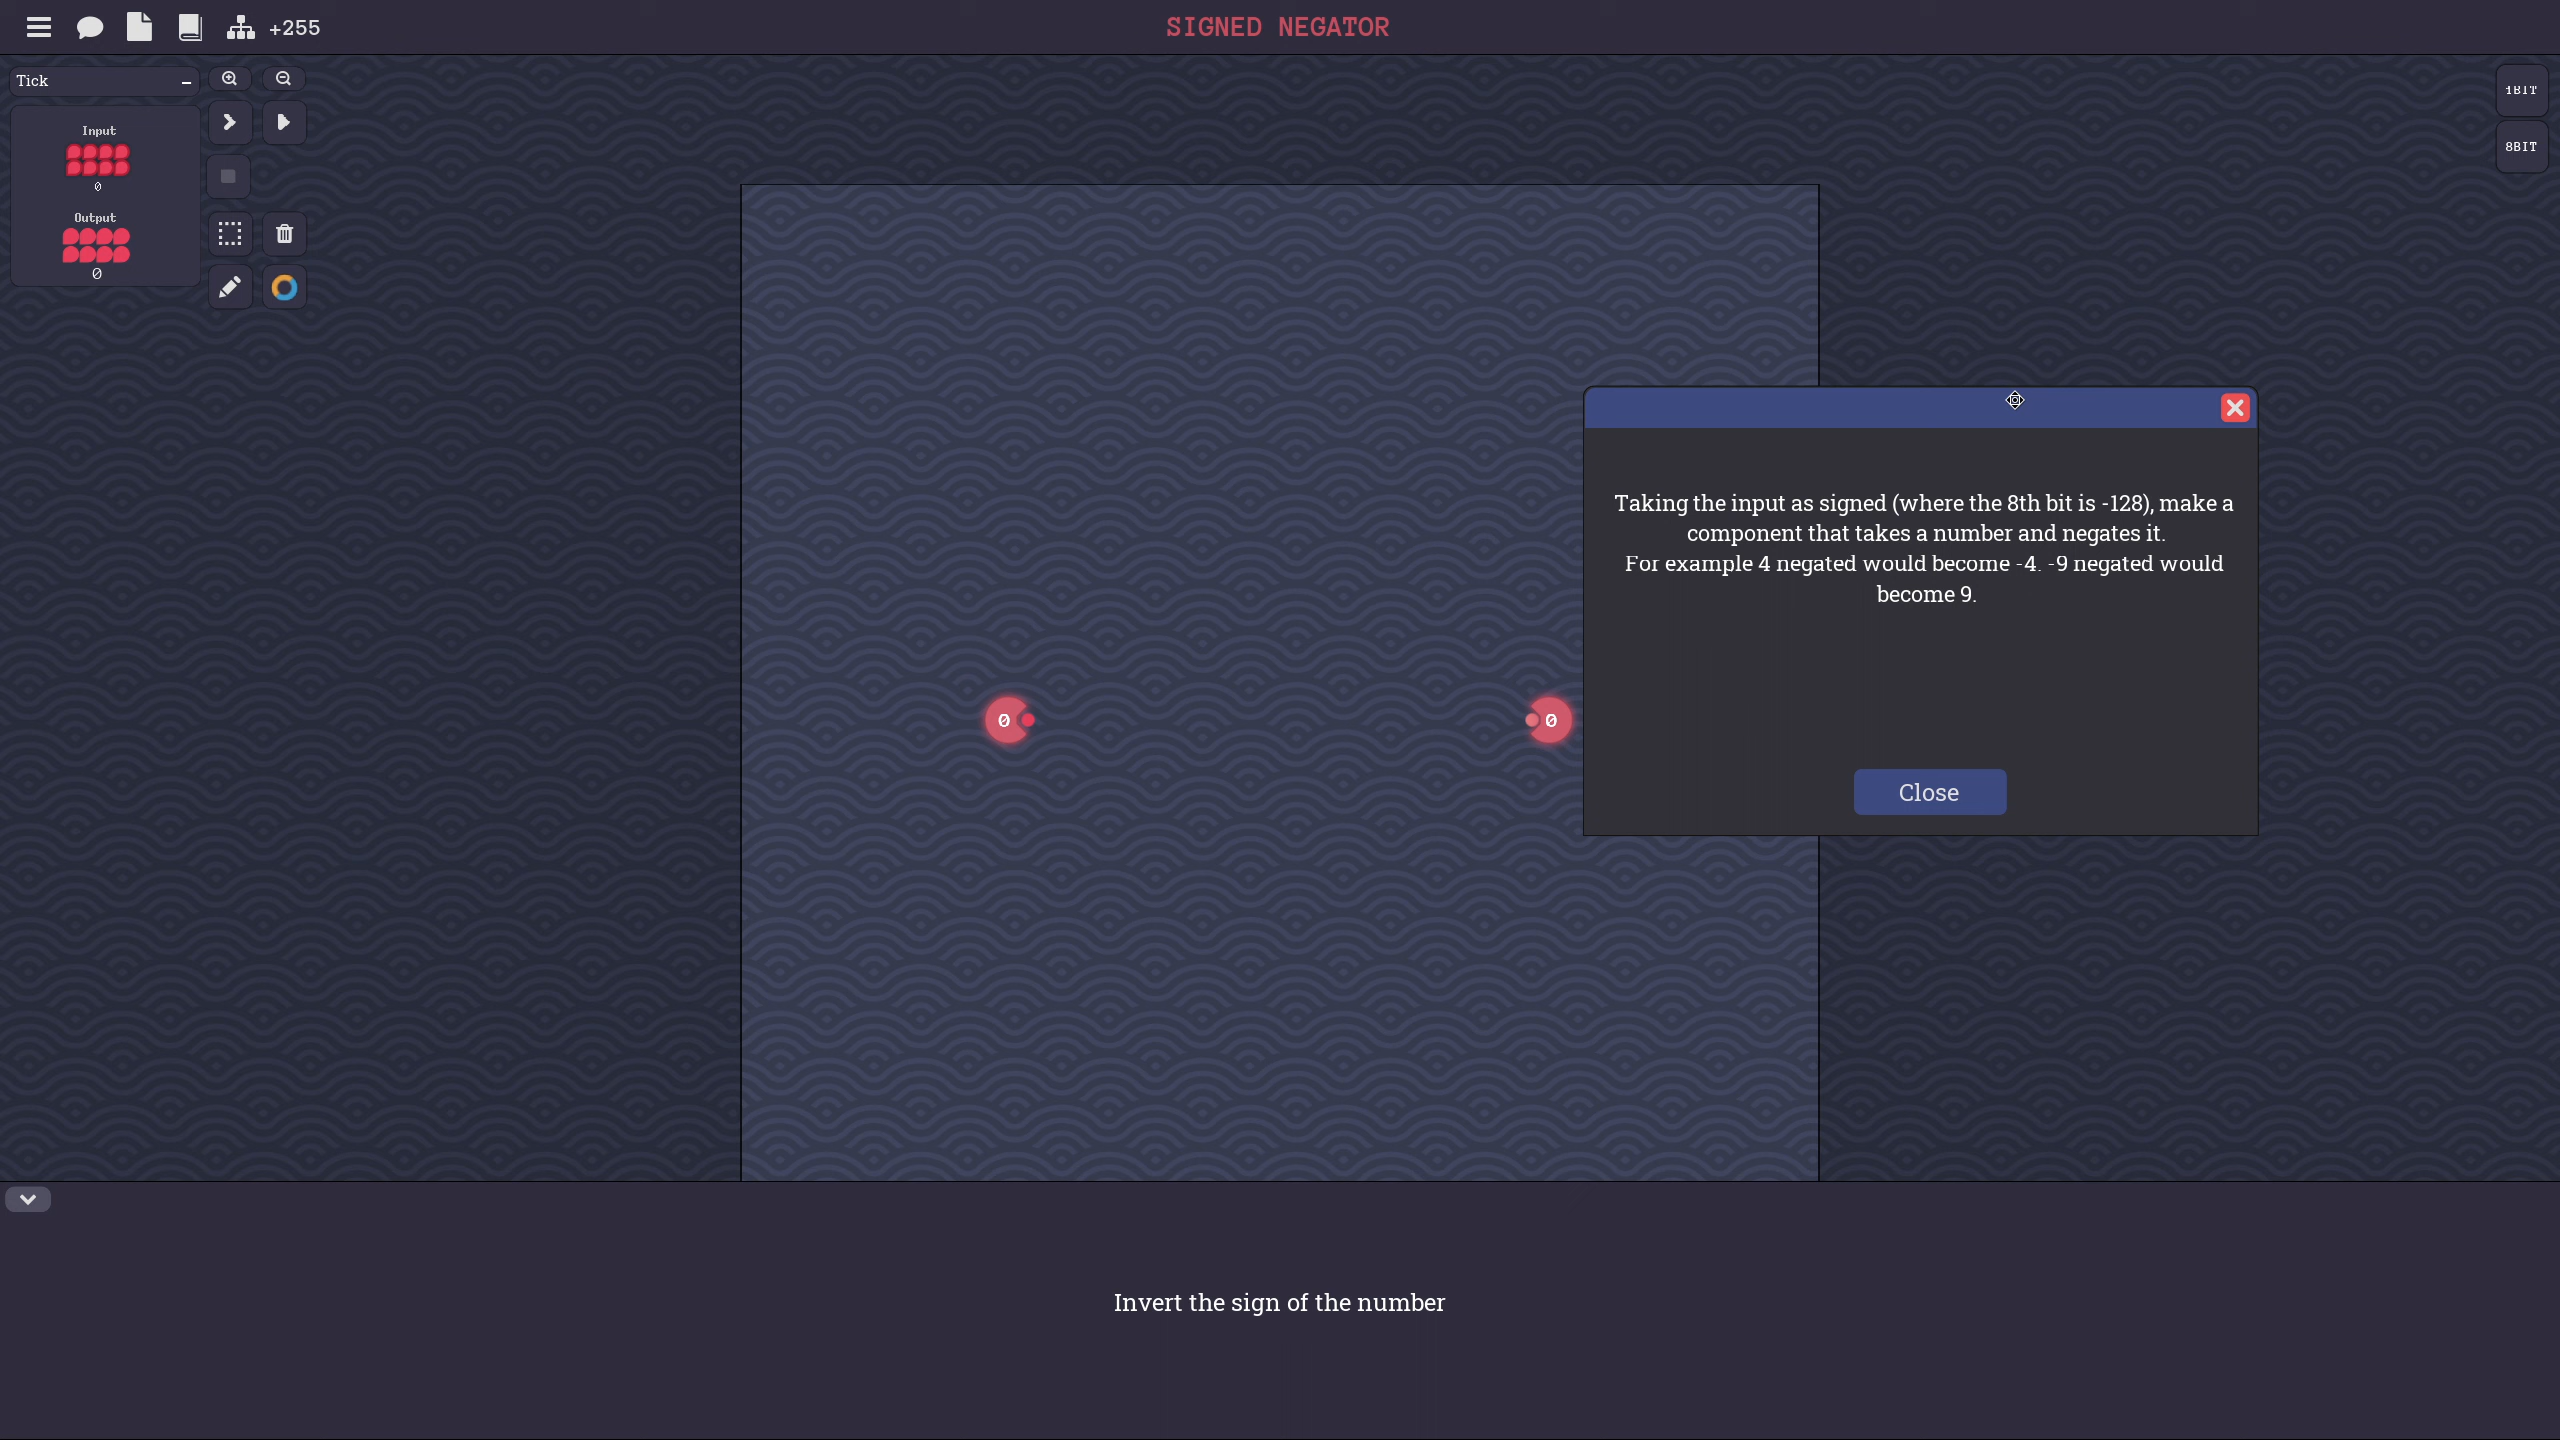 +255
SIGNED NEGATOR
Tick
Input
0
Output
0
1BIT
8BIT
Taking the input as signed (where the 8th bit is -128), make a
component that takes a number and negates it.
For example 4 negated would become -4. -9 negated would
become 9.
0
0
Close
Invert the sign of the number